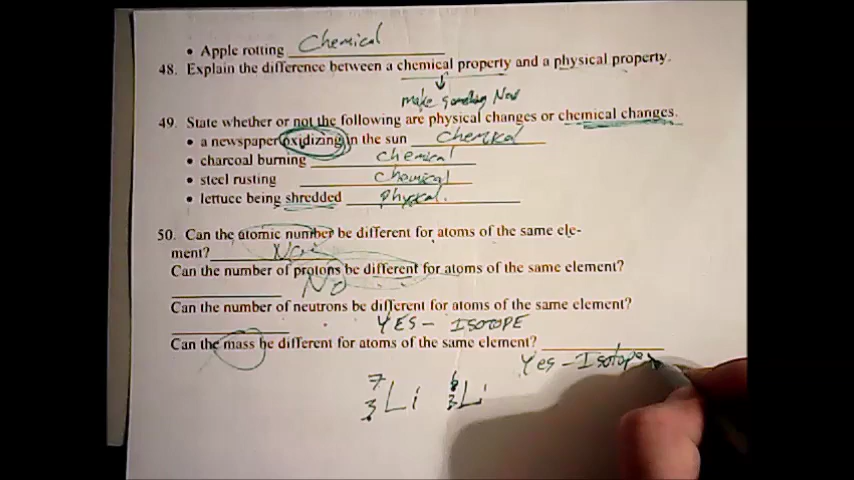 • Apple rotting Chemical
48. Explain the difference between a chemical property and a physical property.
make something New
49. State whether or not the following are physical changes or chemical changes.
• a newspaper oxidizing in the sun chemical
• charcoal burning chemical
• steel rusting chemical
• lettuce being shredded physical.
50. Can the atomic number be different for atoms of the same ele-
ment?
Can the number of protons be different for atoms of the same element?
No
Can the number of neutrons be different for atoms of the same element?
YES - ISOTOPE
Can the mass be different for atoms of the same element?
Yes - Isotope
7 3 Li 6 3 Li